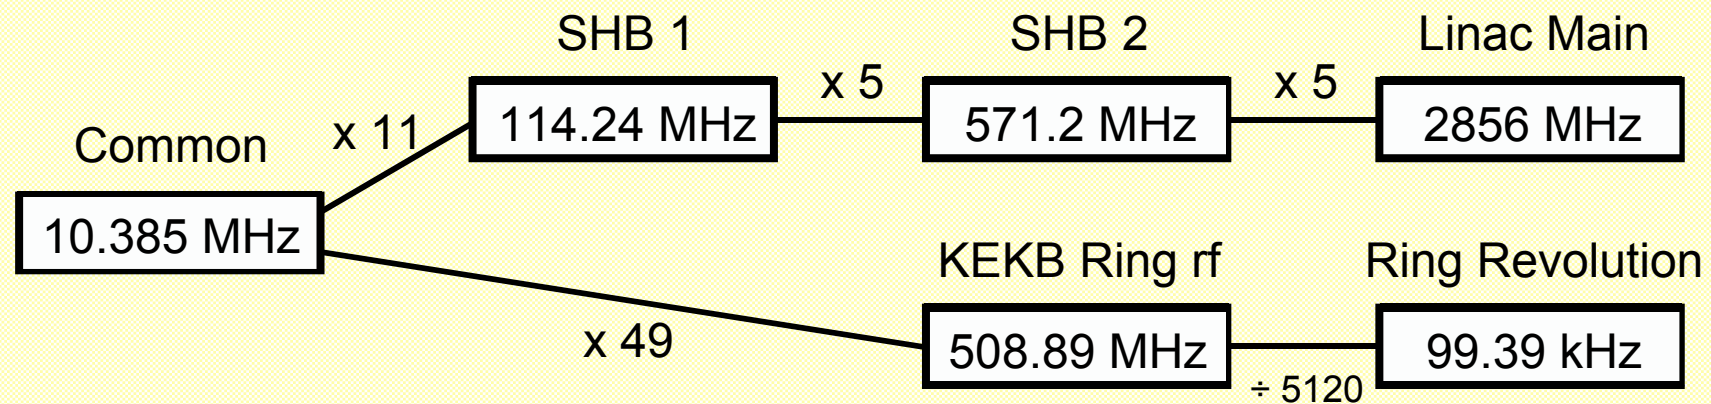 SHB 1
SHB 2
Linac Main
x 5
x 5
x 11
114.24 MHz
571.2 MHz
2856 MHz
Common
10.385 MHz
KEKB Ring rf
Ring Revolution
x 49
508.89 MHz
99.39 kHz
÷ 5120